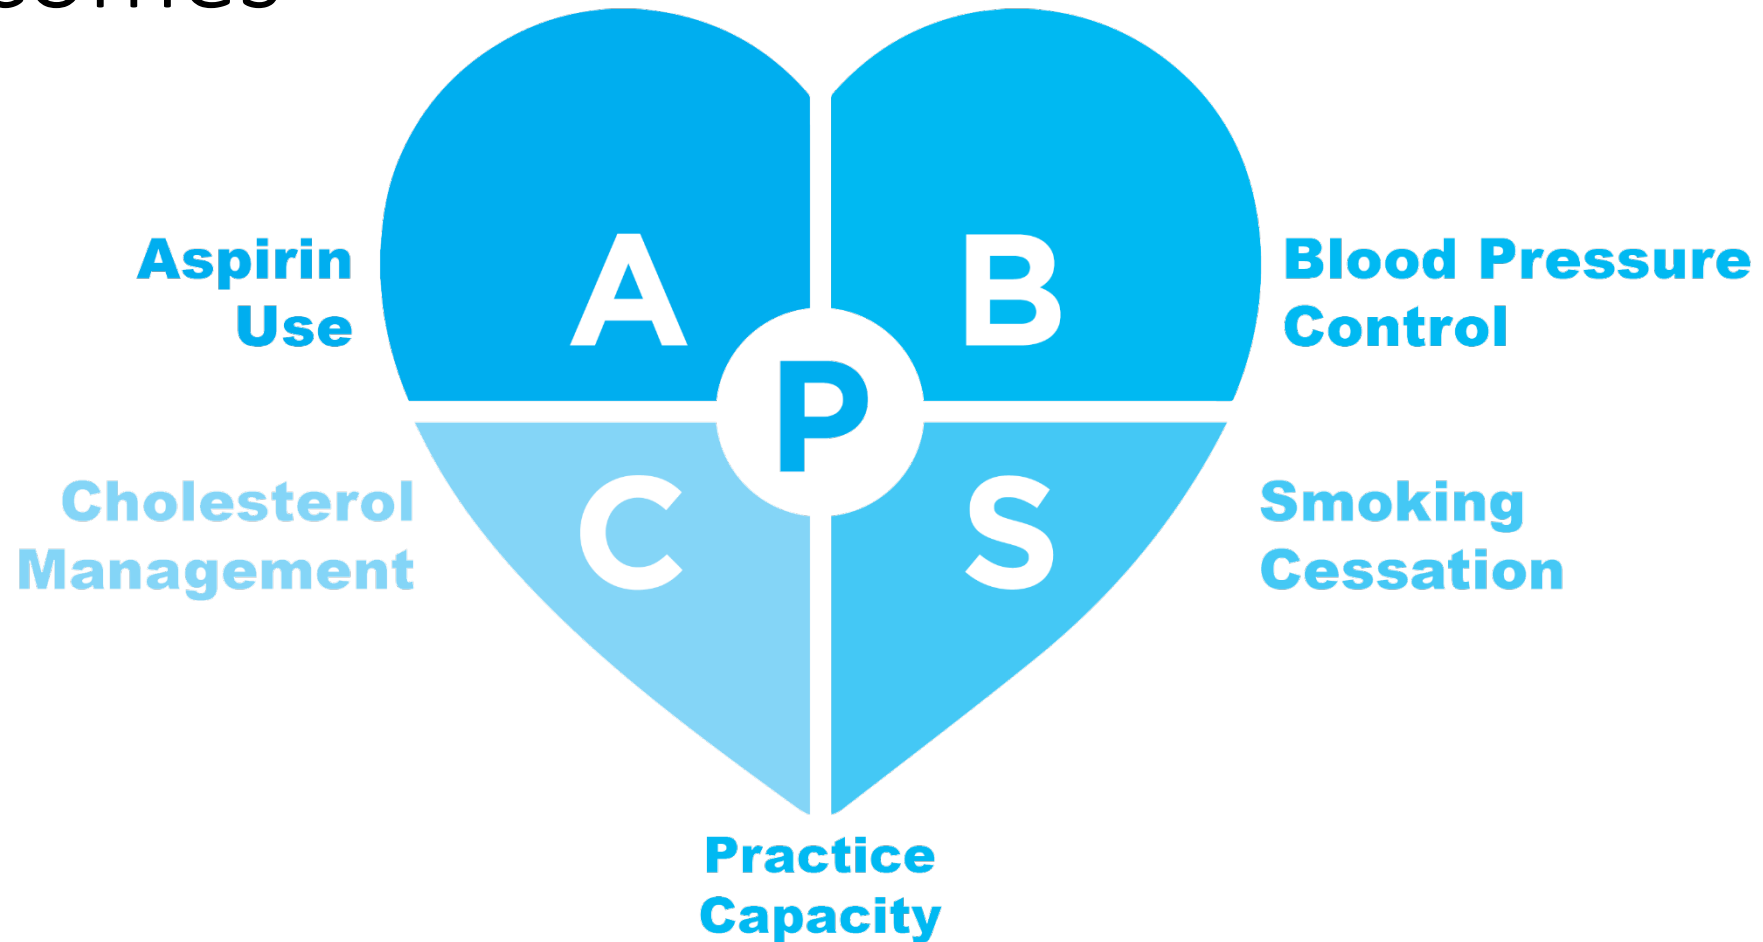 Aspirin
Use
A
B
Blood Pressure
Control
P
Cholesterol
Management
C
S
Smoking
Cessation
Practice
Capacity